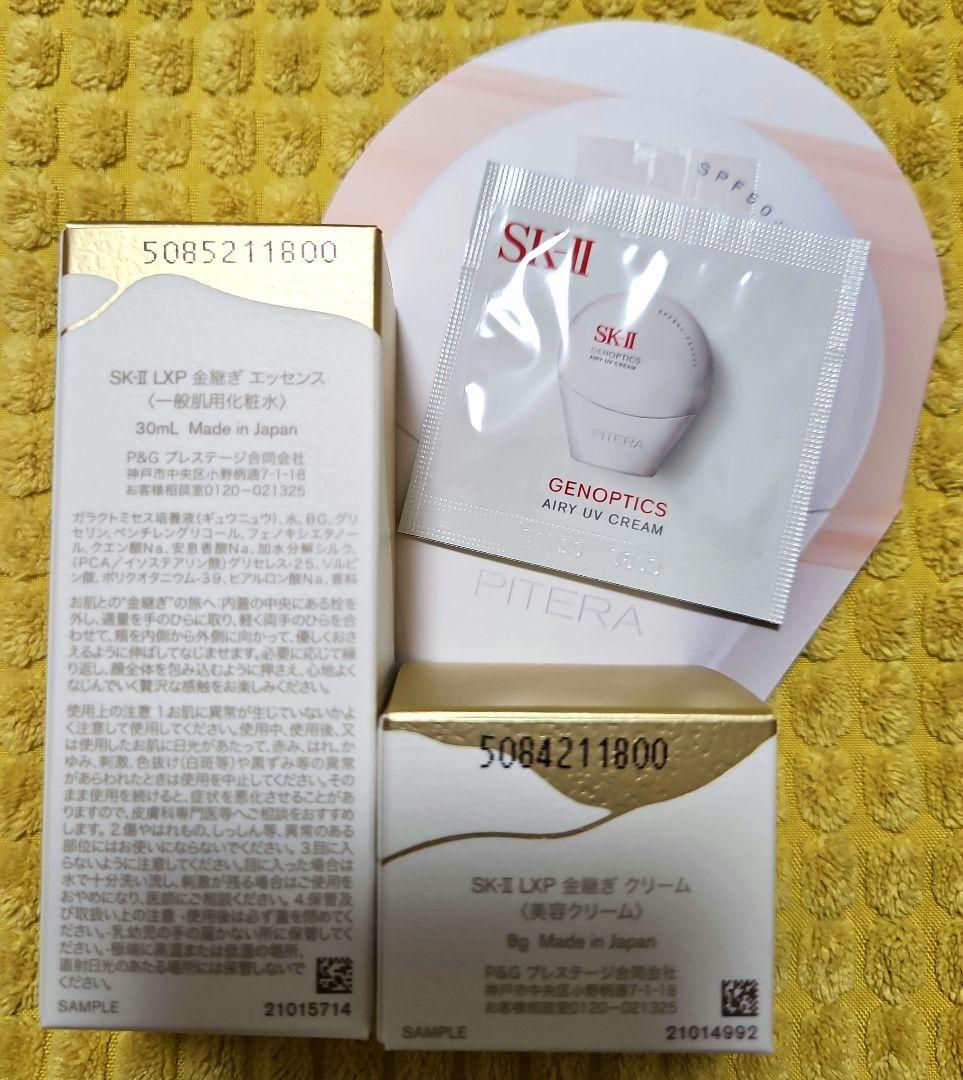 5085211800
SK-II LXP 金継ぎ エッセンス
〈一般肌用化粧水〉
30mL Made in Japan
P&G プレステージ合同会社
神戸市中央区小野柄通7-1-18
お客様相談室0120-021325
ガラクトミセス培養液(ギュウニュウ)、水、BG、グリ
セリン、ペンチレングリコール、フェノキシエタノー
ル、クエン酸Na、安息香酸Na、加水分解シルク、
(PCA/イソステアリン酸)グリセレス-25、ソルビ
ン酸、ポリクオタニウム-39、ヒアルロン酸Na、香料
お肌との"金継ぎ"の旅へ:内蓋の中央にある栓を
外し、適量を手のひらに取り、軽く両手のひらを合
わせて、頬を内側から外側に向かって、優しくおさ
えるように伸ばしてなじませます。必要に応じて繰
り返し、顔全体を包み込むように押さえ、心地よく
なじんでいく贅沢な感触をお楽しみください。
使用上の注意 1.お肌に異常が生じていないかよ
く注意して使用してください。使用中、使用後、又
は使用したお肌に日光があたって、赤み、はれ、か
ゆみ、刺激、色抜け(白斑等)や黒ずみ等の異常
があらわれたときは使用を中止してください。その
まま使用を続けると、症状を悪化させることがあ
りますので、皮膚科専門医等へご相談をおすすめ
します。2.傷やはれもの、しっしん等、異常のある
部位にはお使いにならないでください。3.目に入
らないように注意してください。目に入った場合は
水で十分洗い流し、刺激が残る場合はご使用を
おやめになり、医師にご相談ください。4.保管及
び取扱い上の注意 ・使用後は必ず蓋を閉めてく
ださい。・乳幼児の手の届かない所に保管してく
ださい。・極端に高温または低温の場所、
直射日光のあたる場所には保管しないで
ください。
SAMPLE 21015714
SPF50
SK-II
SK-II
GENOPTICS
AIRY UV CREAM
PITERA
GENOPTICS
AIRY UV CREAM
PITERA
5084211800
SK-II LXP 金継ぎ クリーム
〈美容クリーム〉
8g Made in Japan
P&G プレステージ合同会社
神戸市中央区小野柄通7-1-18
お客様相談室0120-021325
SAMPLE 21014992